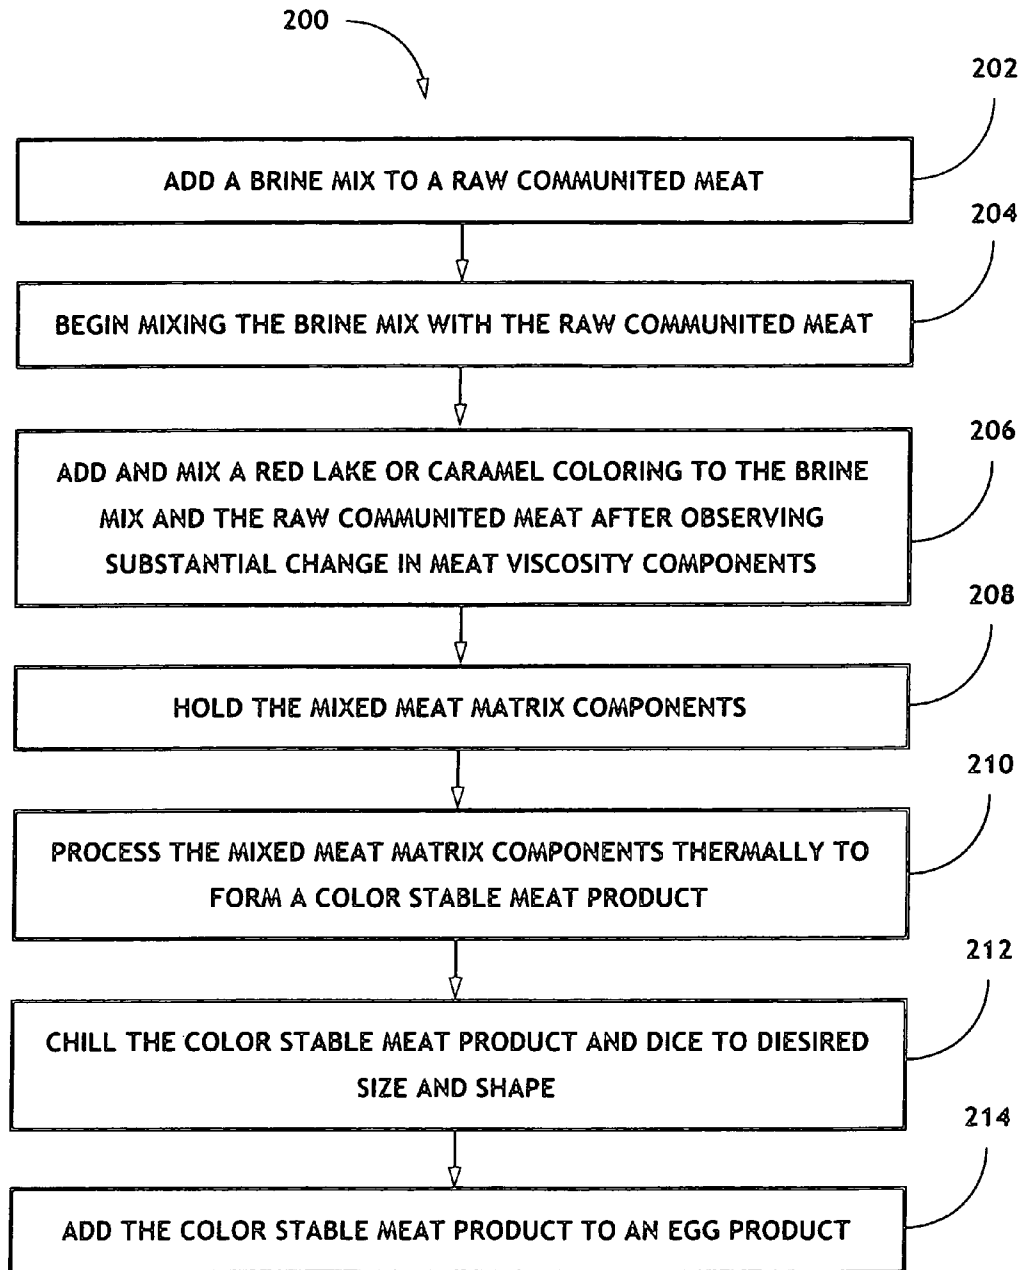 200
202
ADD A BRINE MIX TO A RAW COMMUNITED MEAT
204
BEGIN MIXING THE BRINE MIX WITH THE RAW COMMUNITED MEAT
206
ADD AND MIX A RED LAKE OR CARAMEL COLORING TO THE BRINE
MIX AND THE RAW COMMUNITED MEAT AFTER OBSERVING
SUBSTANTIAL CHANGE IN MEAT VISCOSITY COMPONENTS
208
HOLD THE MIXED MEAT MATRIX COMPONENTS
210
PROCESS THE MIXED MEAT MATRIX COMPONENTS THERMALLY TO
FORM A COLOR STABLE MEAT PRODUCT
212
CHILL THE COLOR STABLE MEAT PRODUCT AND DICE TO DIESIRED
SIZE AND SHAPE
214
ADD THE COLOR STABLE MEAT PRODUCT TO AN EGG PRODUCT